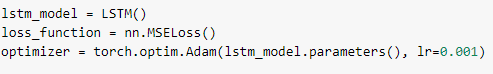 lstm_model = LSTM()
loss_function = nn.MSELoss()
optimizer = torch.optim.Adam(lstm_model.parameters(), lr=0.001)